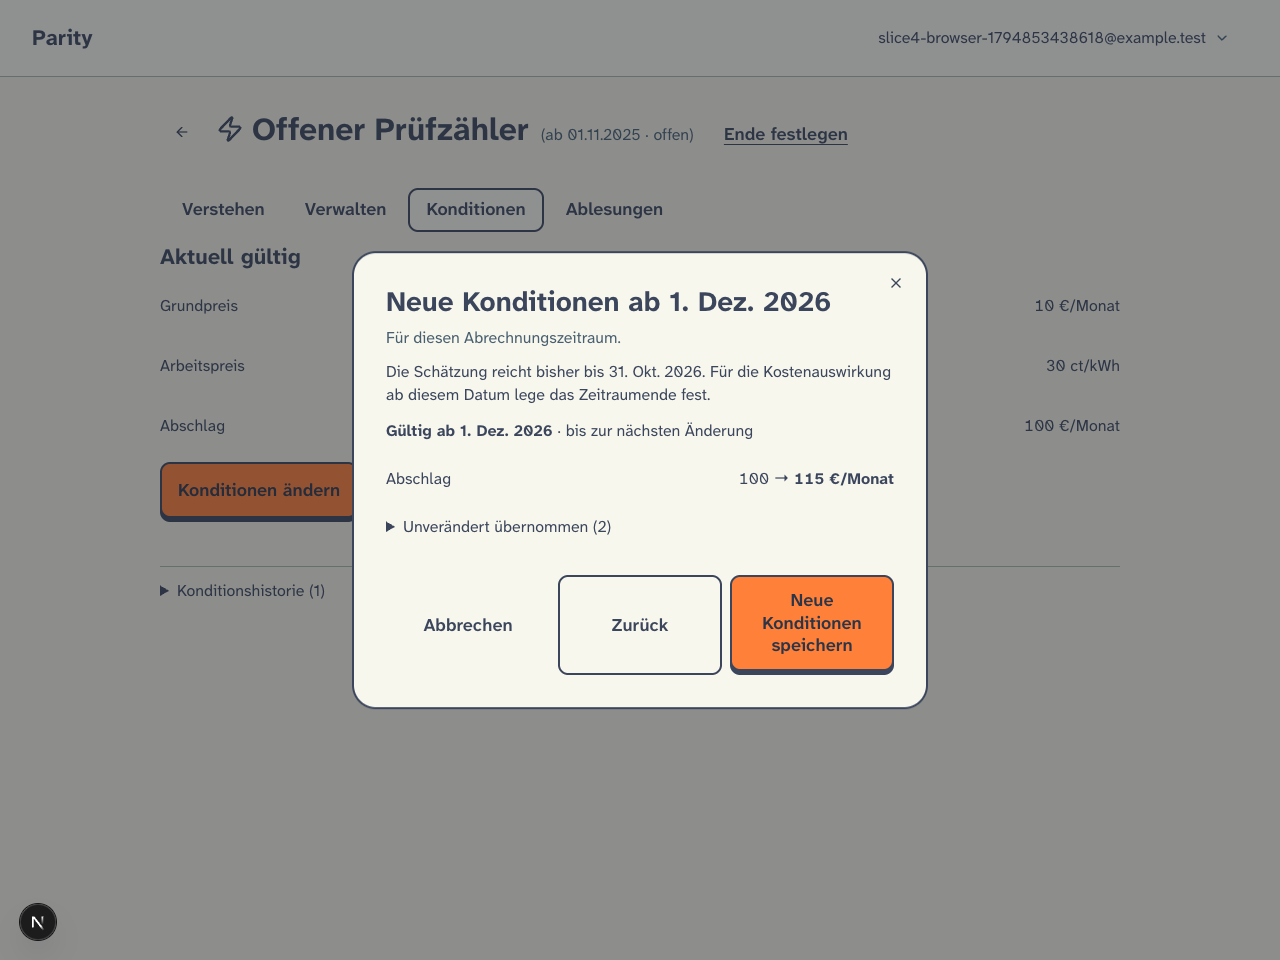 Parity
slice4-browser-1794853438618@example.test
Offener Prüfzähler (ab 01.11.2025 · offen) Ende festlegen
Verstehen Verwalten Konditionen Ablesungen
Aktuell gültig
Grundpreis 10 €/Monat
Arbeitspreis 30 ct/kWh
Abschlag 100 €/Monat
Konditionen ändern
Konditionshistorie (1)
Neue Konditionen ab 1. Dez. 2026
Für diesen Abrechnungszeitraum.
Die Schätzung reicht bisher bis 31. Okt. 2026. Für die Kostenauswirkung
ab diesem Datum lege das Zeitraumende fest.
Gültig ab 1. Dez. 2026 · bis zur nächsten Änderung
Abschlag 100 → 115 €/Monat
Unverändert übernommen (2)
Abbrechen
Zurück
Neue
Konditionen
speichern
N